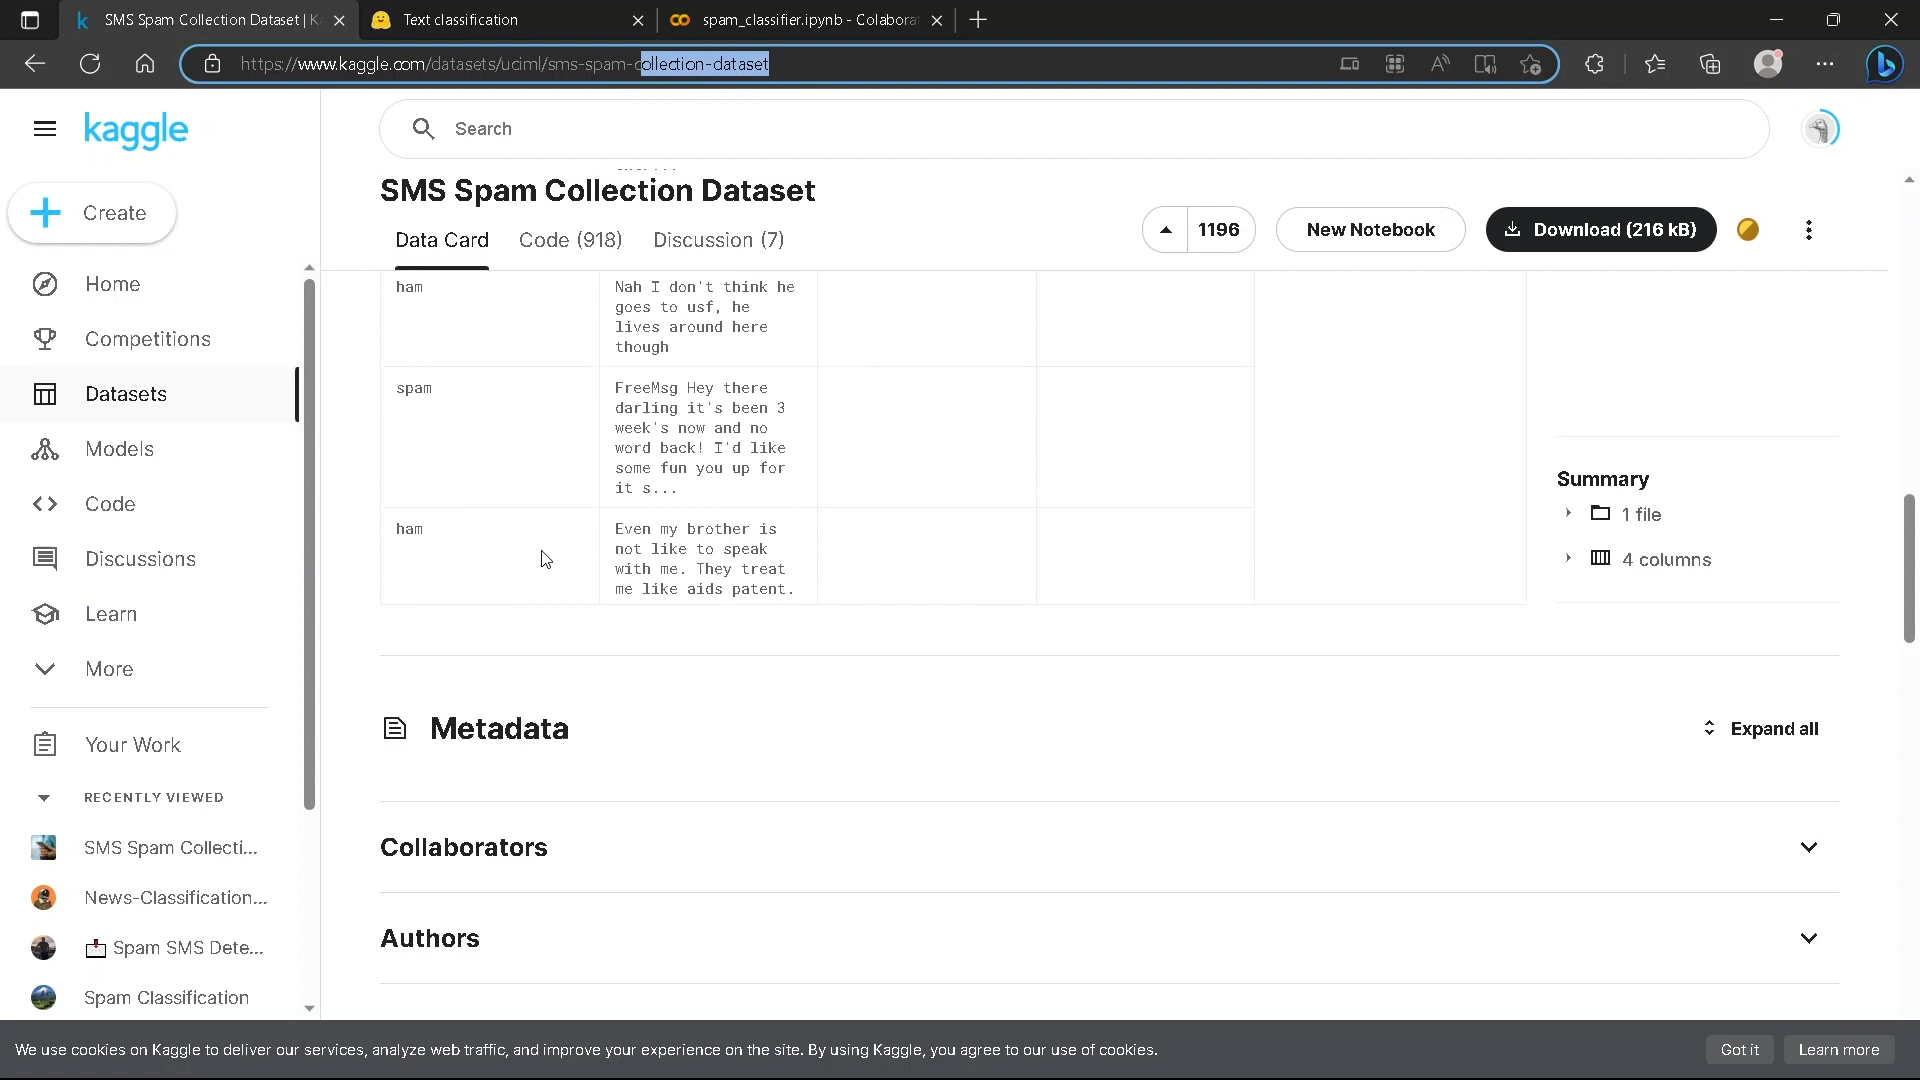 SMS Spam Collection Dataset | K
Text classification
spam_classifier.ipynb - Colabora
https://www.kaggle.com/datasets/uciml/sms-spam-collection-dataset
kaggle
Search
SMS Spam Collection Dataset
Create
1196
New Notebook
Download (216 kB)
Data Card
Code (918)
Discussion (7)
Home
Competitions
Datasets
Models
Code
Discussions
Learn
More
Your Work
RECENTLY VIEWED
SMS Spam Collecti...
News-Classification...
Spam SMS Dete...
Spam Classification
ham
Nah I don't think he
goes to usf, he
lives around here
though
spam
FreeMsg Hey there
darling it's been 3
week's now and no
word back! I'd like
some fun you up for
it s...
ham
Even my brother is
not like to speak
with me. They treat
me like aids patent.
Summary
1 file
4 columns
Metadata
Expand all
Collaborators
Authors
We use cookies on Kaggle to deliver our services, analyze web traffic, and improve your experience on the site. By using Kaggle, you agree to our use of cookies.
Got it
Learn more